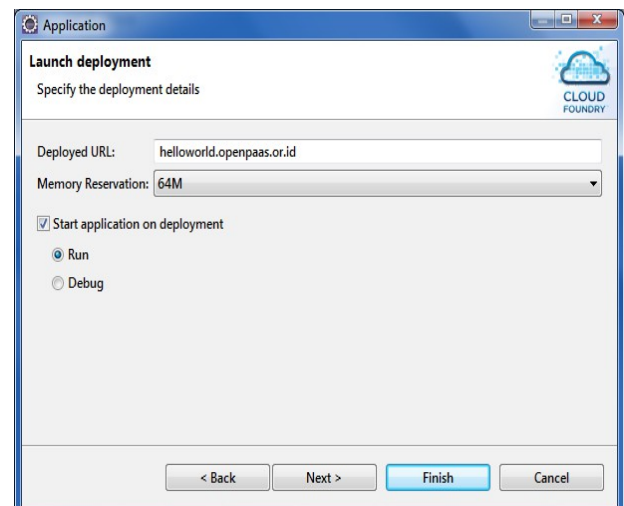 Application
Launch deployment
Specify the deployment details
CLOUD
FOUNDRY
Deployed URL: helloworld.openpaas.or.id
Memory Reservation: 64M
Start application on deployment
Run
Debug
< Back Next > Finish Cancel